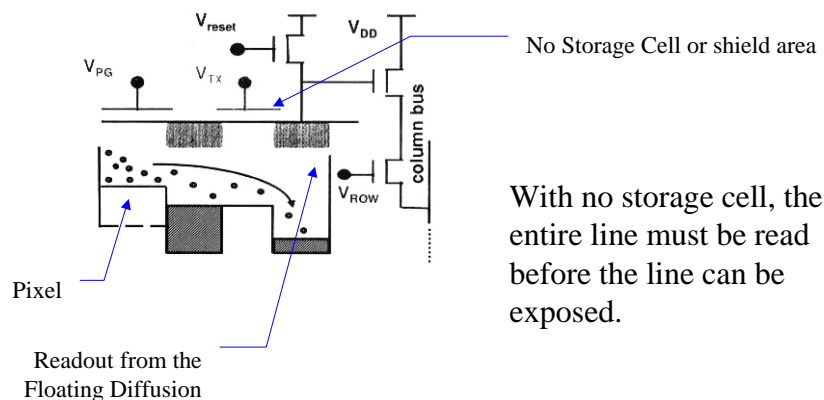 V_reset
V_DD
No Storage Cell or shield area
V_PG
V_TX
column bus
V_ROW
With no storage cell, the
entire line must be read
before the line can be
exposed.
Pixel
Readout from the
Floating Diffusion